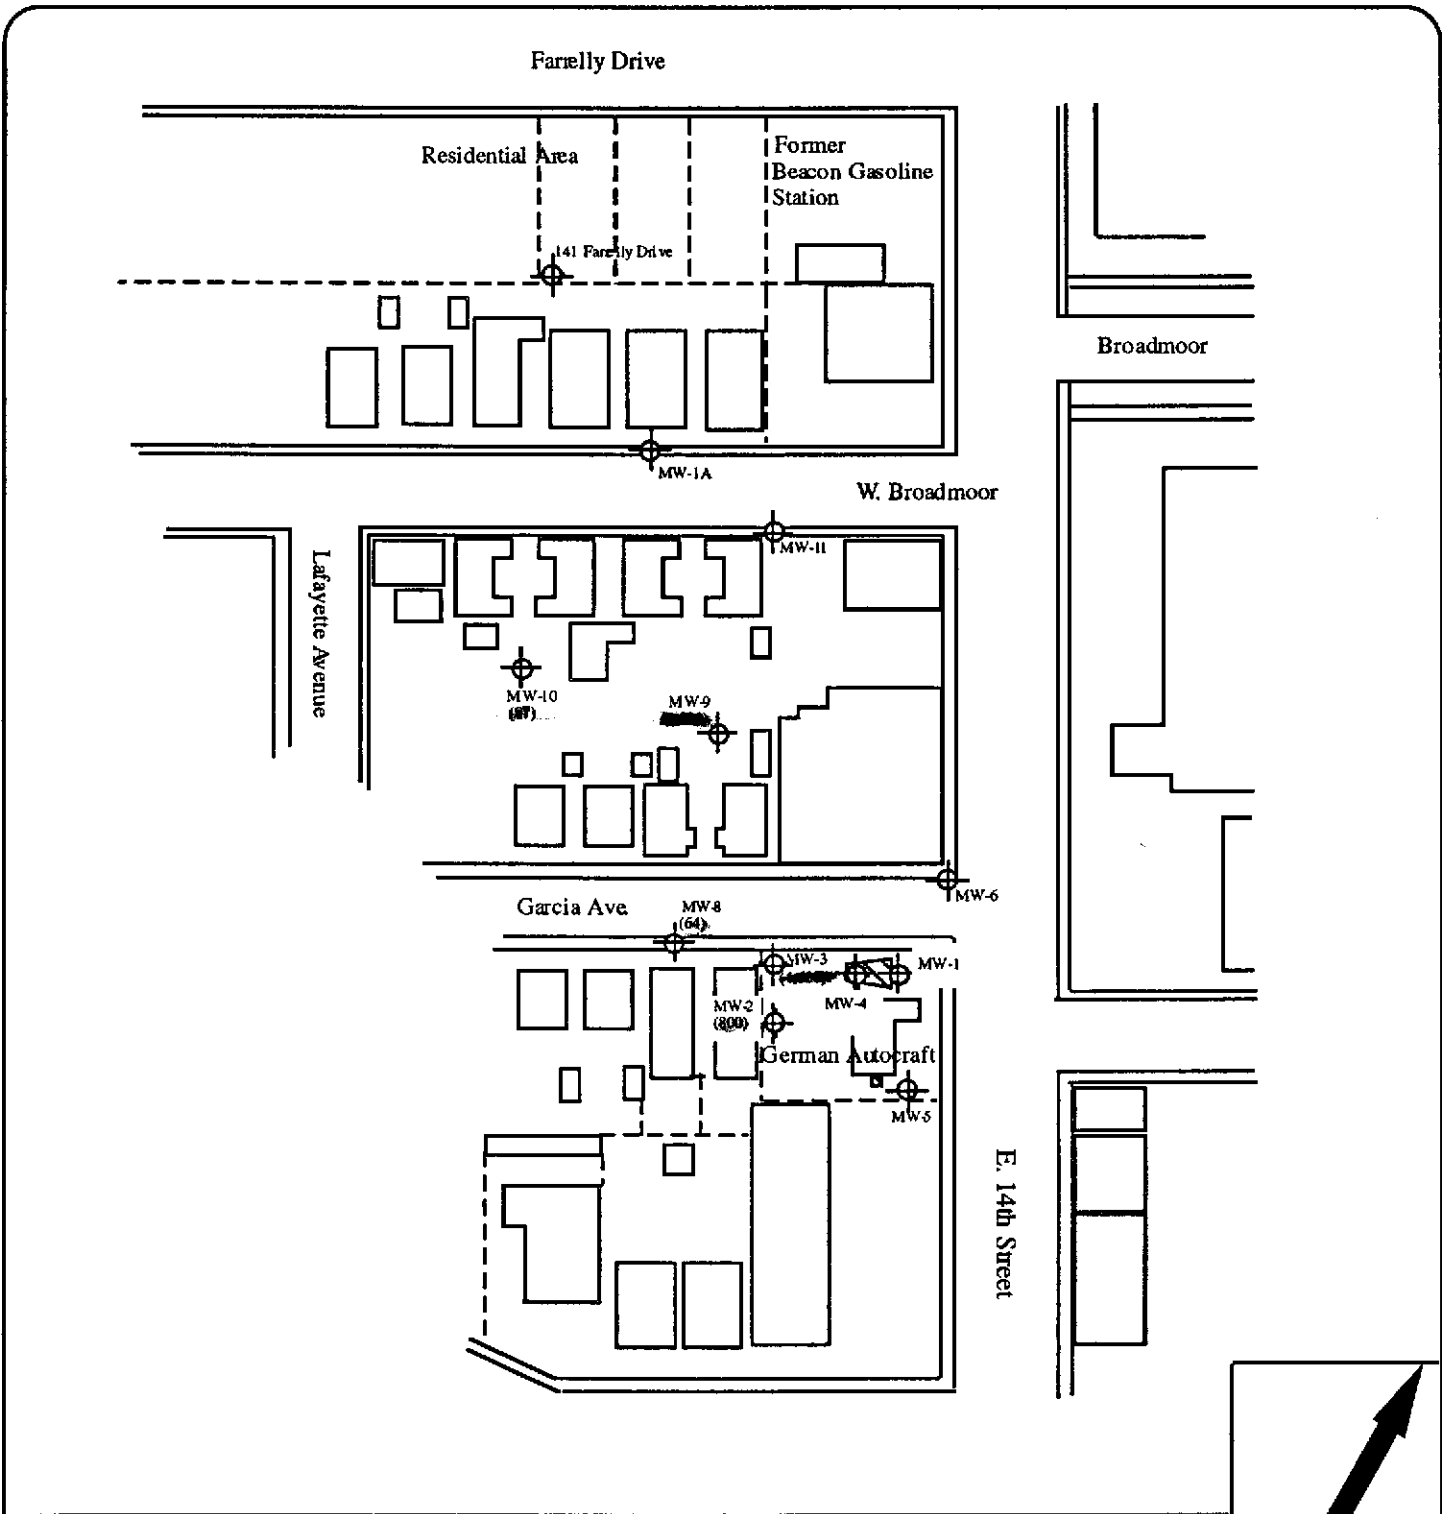 Farrelly Drive
Residential Area
Former
Beacon Gasoline
Station
141 Farrelly Drive
Broadmoor
MW-1A
W. Broadmoor
MW-11
Lafayette Avenue
MW-10
MW-9
MW-6
Garcia Ave
MW-8
(64)
MW-3
MW-1
MW-2
(800)
MW-4
German Autocraft
MW-5
E. 14th Street